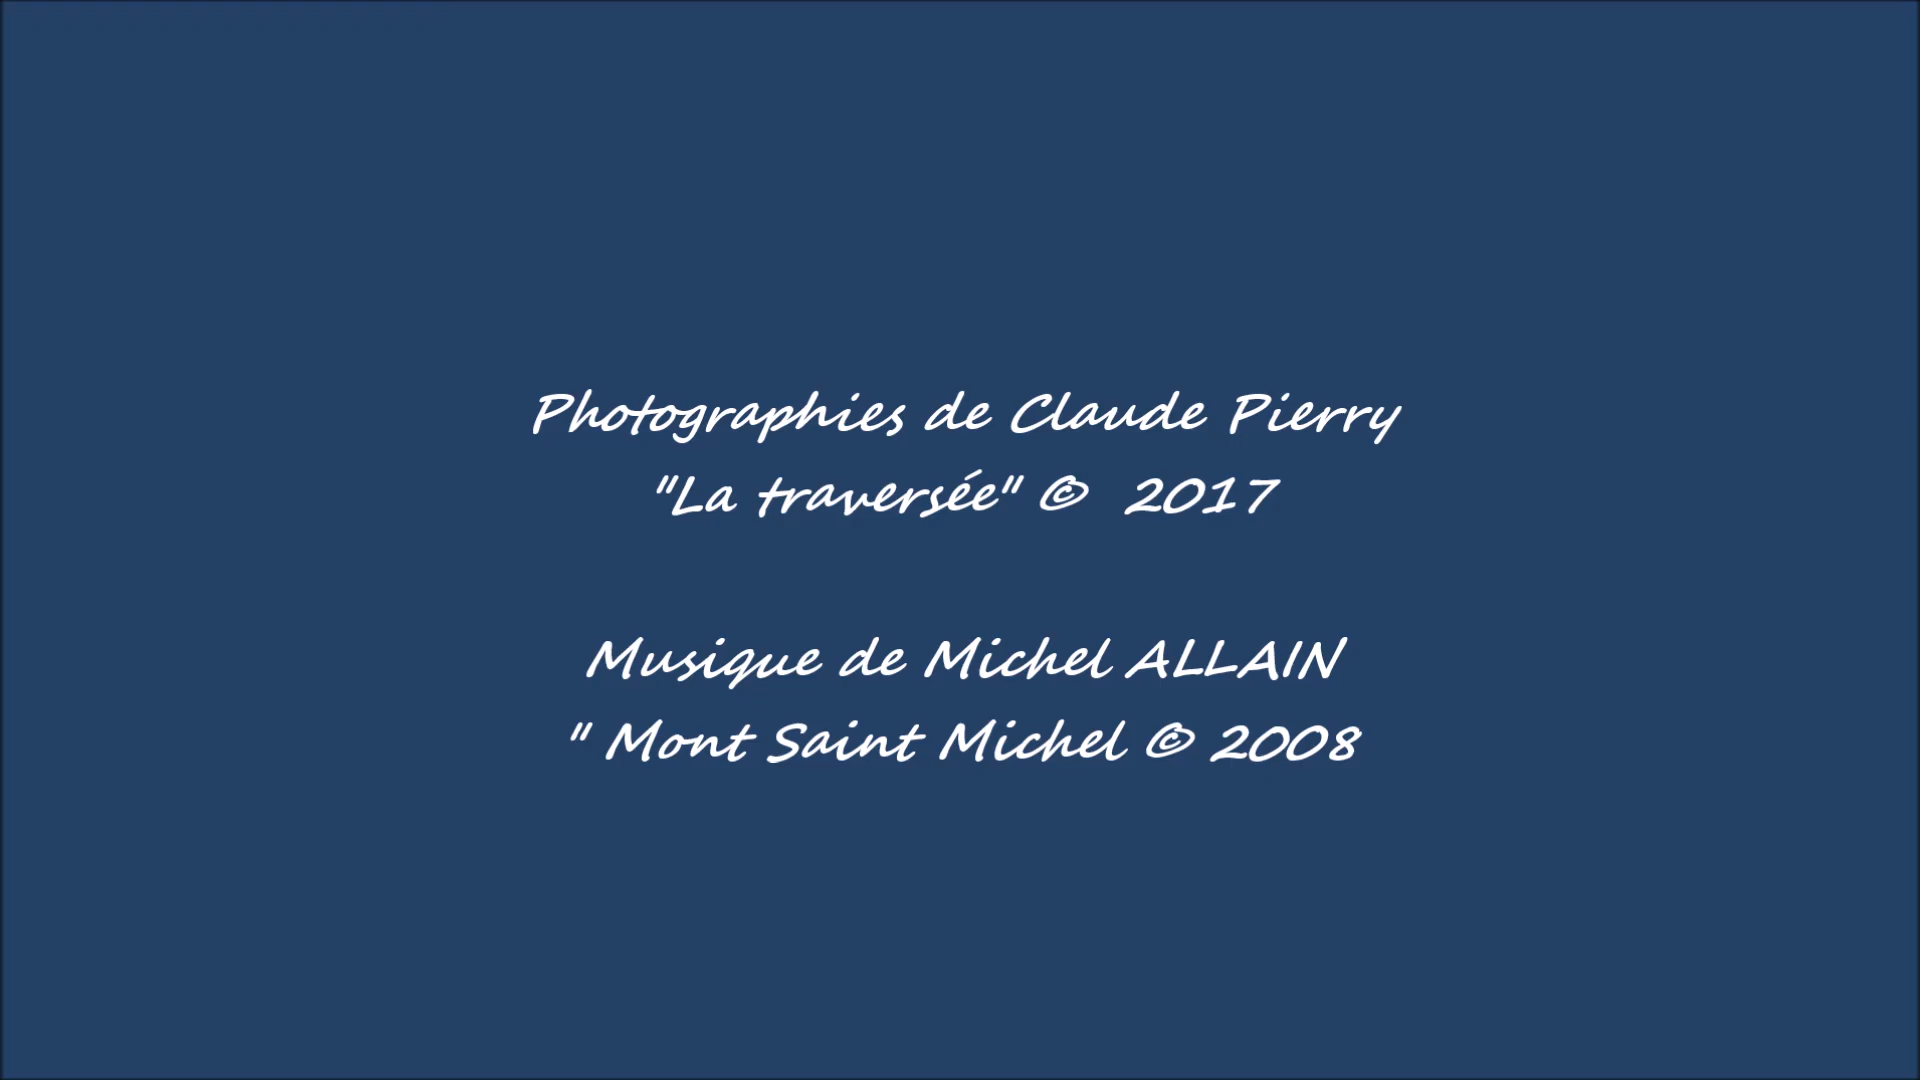 Photographies de Claude Pierry
"La traversée" ©  2017
Musique de Michel ALLAIN
" Mont Saint Michel © 2008